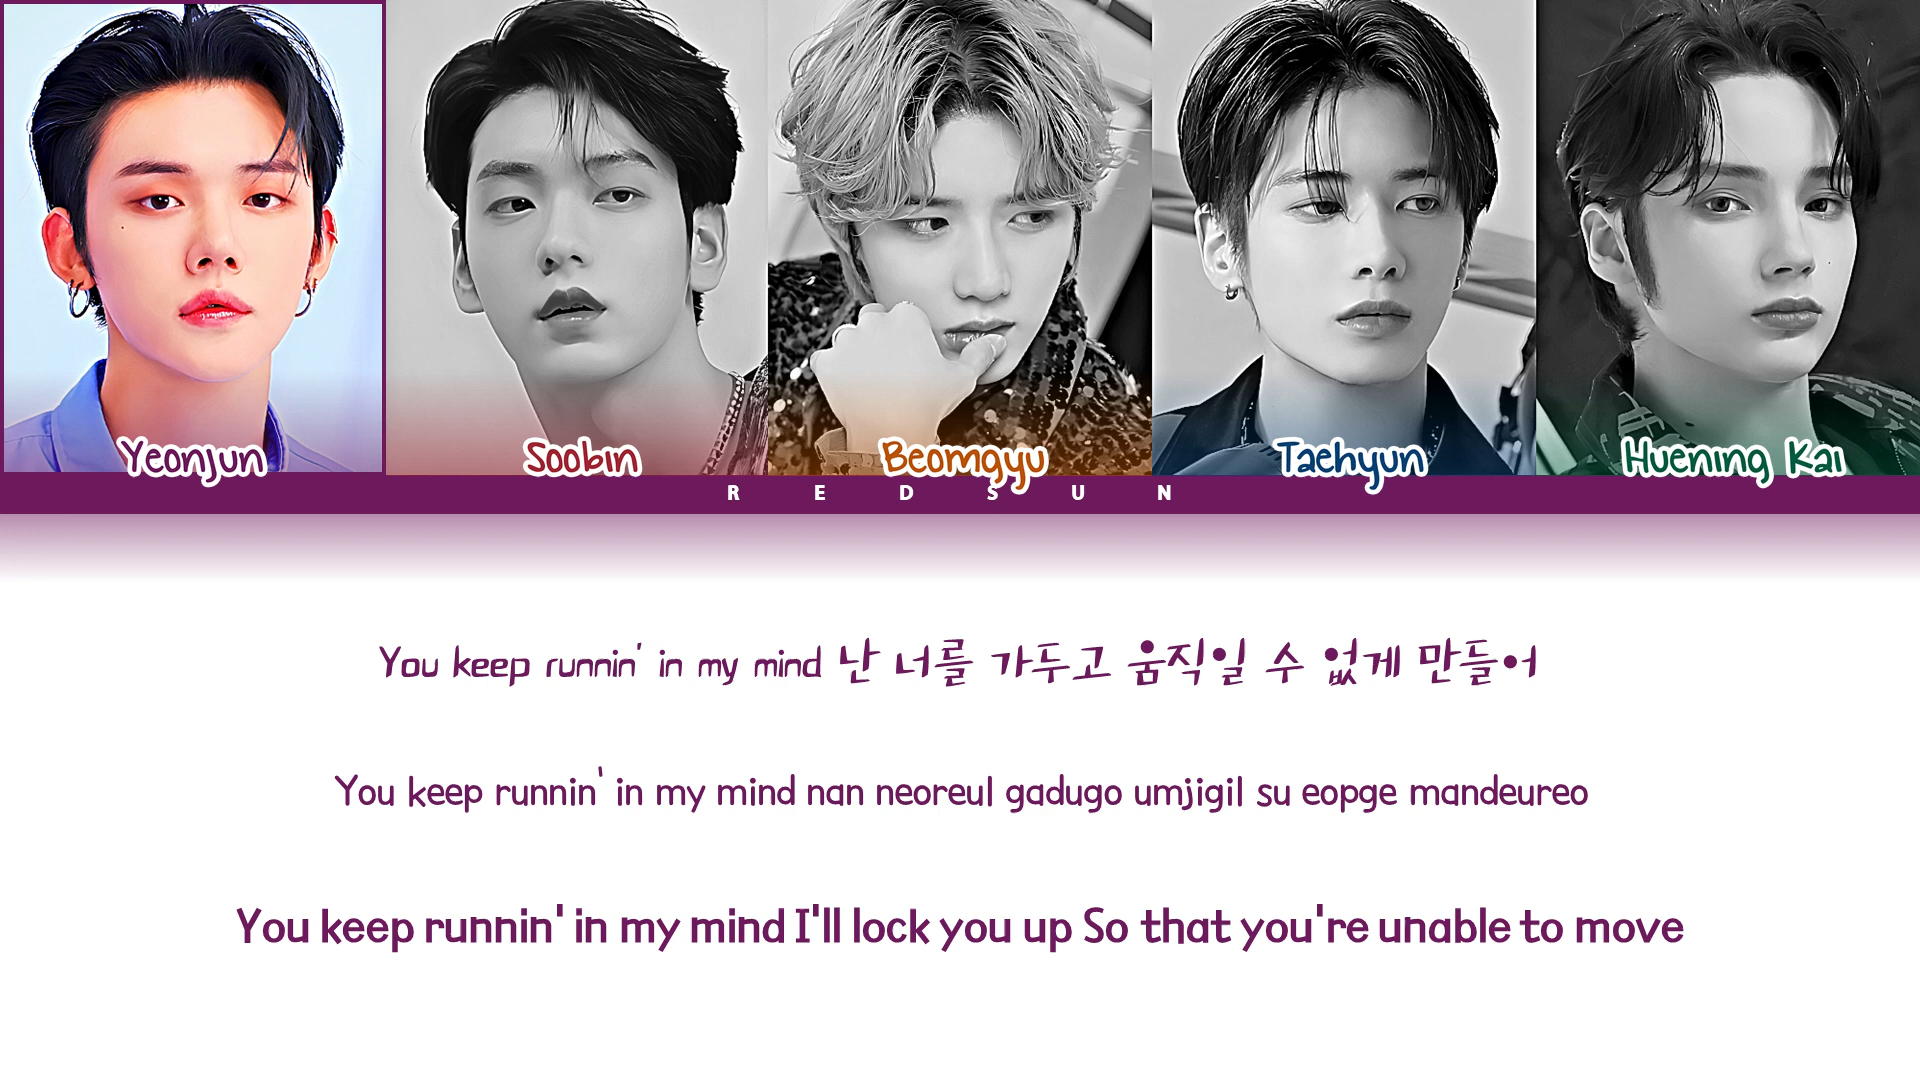 Yeonjun Soobin Beomgyu Taehyun Huening Kai
R E D S U N
You keep runnin' in my mind 난 너를 가두고 움직일 수 없게 만들어
You keep runnin' in my mind nan neoreul gadugo umjigil su eopge mandeureo
You keep runnin' in my mind I'll lock you up So that you're unable to move